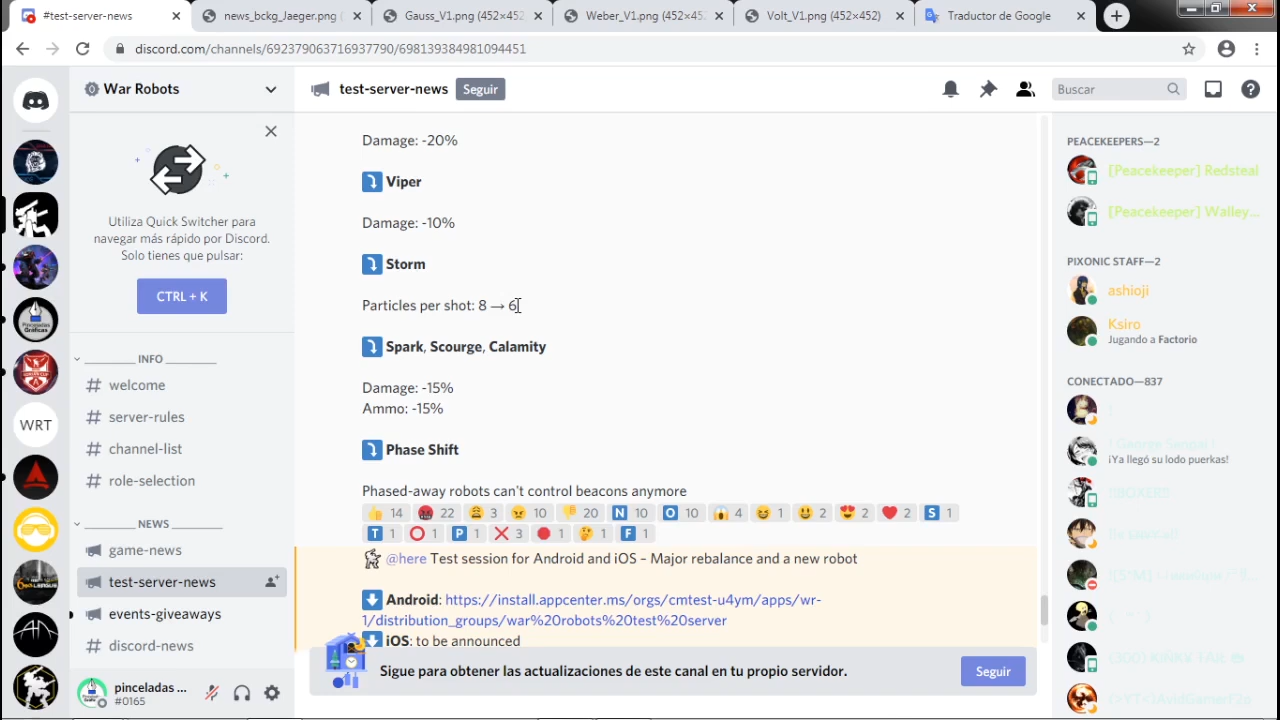 #test-server-news
news_bckg_Jaeger.png
Gauss_V1.png (452×452
Weber_V1.png (452×452
Volt_V1.png (452×452)
Traductor de Google
discord.com/channels/692379063716937790/698139384981094451
War Robots
test-server-news
Seguir
Buscar
Utiliza Quick Switcher para
navegar más rápido por Discord.
Solo tienes que pulsar:
CTRL + K
INFO
# welcome
# server-rules
# channel-list
# role-selection
NEWS
game-news
test-server-news
events-giveaways
# discord-news
WRT
pinceladas ...
#0165
Damage: -20%
Viper
Damage: -10%
Storm
Particles per shot: 8 → 6
Spark, Scourge, Calamity
Damage: -15%
Ammo: -15%
Phase Shift
Phased-away robots can't control beacons anymore
14 22 3 10 20 N 10 O 10 4 1 2 2 2 S 1
T 1 1 P 1 3 1 1 F 1
@here Test session for Android and iOS – Major rebalance and a new robot
Android: https://install.appcenter.ms/orgs/cmtest-u4ym/apps/wr-
1/distribution_groups/war%20robots%20test%20server
iOS: to be announced
Sigue para obtener las actualizaciones de este canal en tu propio servidor.
Seguir
PEACEKEEPERS—2
[Peacekeeper] Redsteal
[Peacekeeper] Walley...
PIXONIC STAFF—2
ashioji
Ksiro
Jugando a Factorio
CONECTADO—837
¡Ya llegó su lodo puerkas!